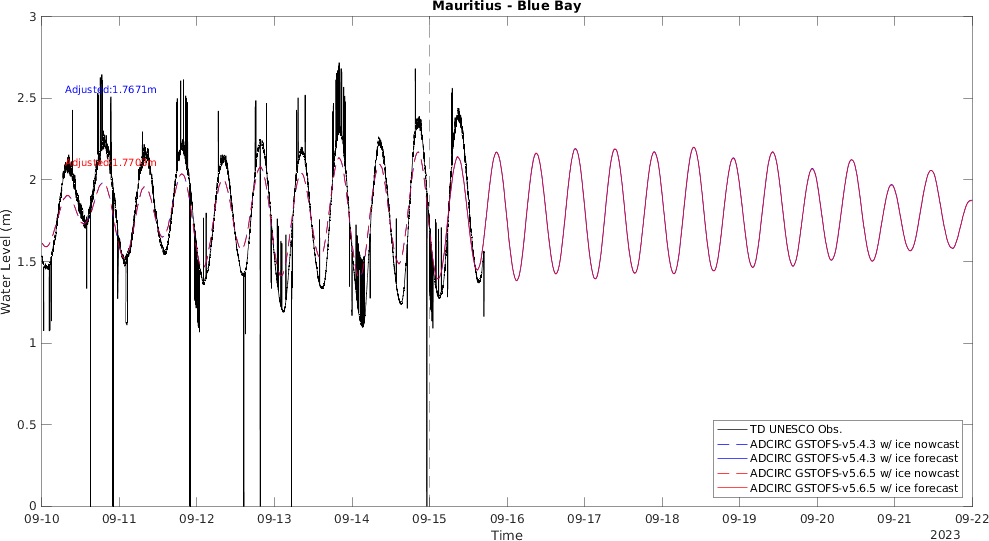 Mauritius - Blue Bay
3
2.5
2
1.5
1
0.5
0
Water Level (m)
Adjusted:1.7671m
TD UNESCO Obs.
ADCIRC GSTOFS-v5.4.3 w/ ice nowcast
ADCIRC GSTOFS-v5.4.3 w/ ice forecast
ADCIRC GSTOFS-v5.6.5 w/ ice nowcast
ADCIRC GSTOFS-v5.6.5 w/ ice forecast
09-10 09-11 09-12 09-13 09-14 09-15 09-16 09-17 09-18 09-19 09-20 09-21 09-22
Time
2023